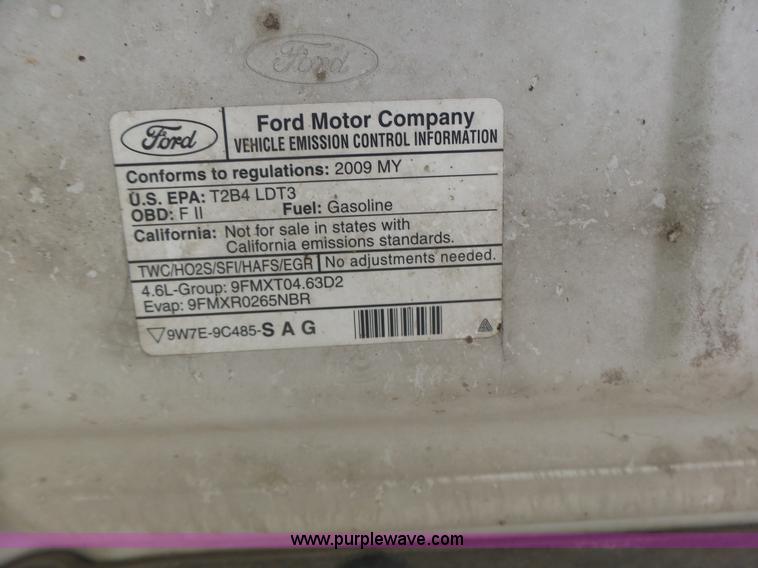 Ford
Ford
Ford Motor Company
VEHICLE EMISSION CONTROL INFORMATION
Conforms to regulations: 2009 MY
U.S. EPA: T2B4 LDT3
OBD: F II Fuel: Gasoline
California: Not for sale in states with
California emissions standards.
TWC/HO2S/SFI/HAFS/EGR No adjustments needed.
4.6L-Group: 9FMXT04.63D2
Evap: 9FMXR0265NBR
9W7E-9C485-S A G
www.purplewave.com